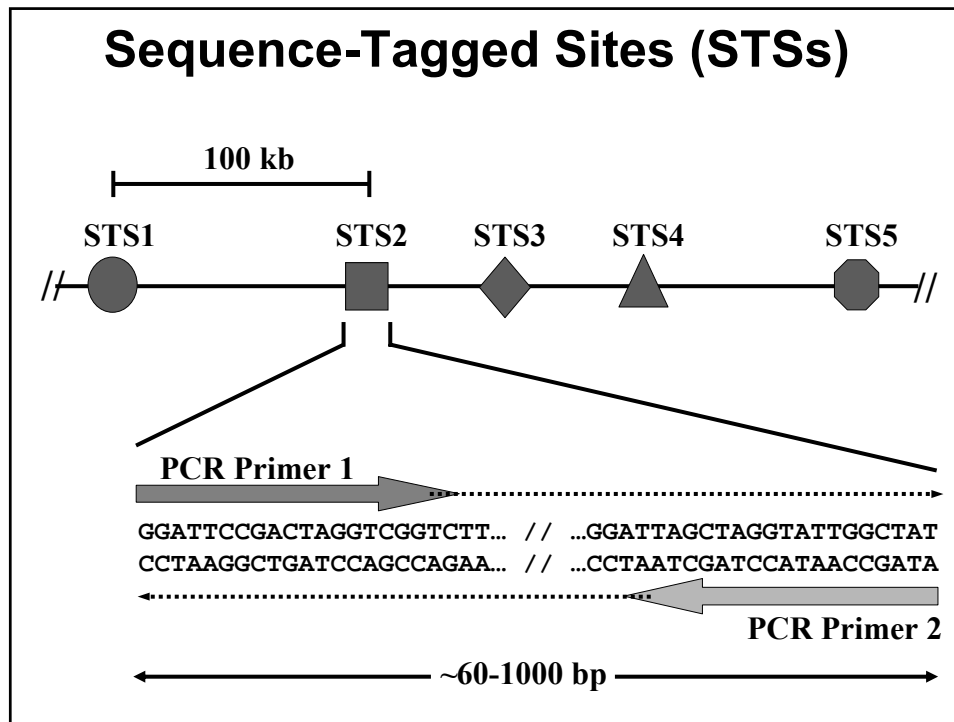 Sequence-Tagged Sites (STSs)
100 kb
STS1 STS2 STS3 STS4 STS5
// //
PCR Primer 1
GGATTCCGACTAGGTCGGTCTT... // ...GGATTAGCTAGGTATTGGCTAT
CCTAAGGCTGATCCAGCCAGAA... // ...CCTAATCGATCCATAACCGATA
PCR Primer 2
~60-1000 bp